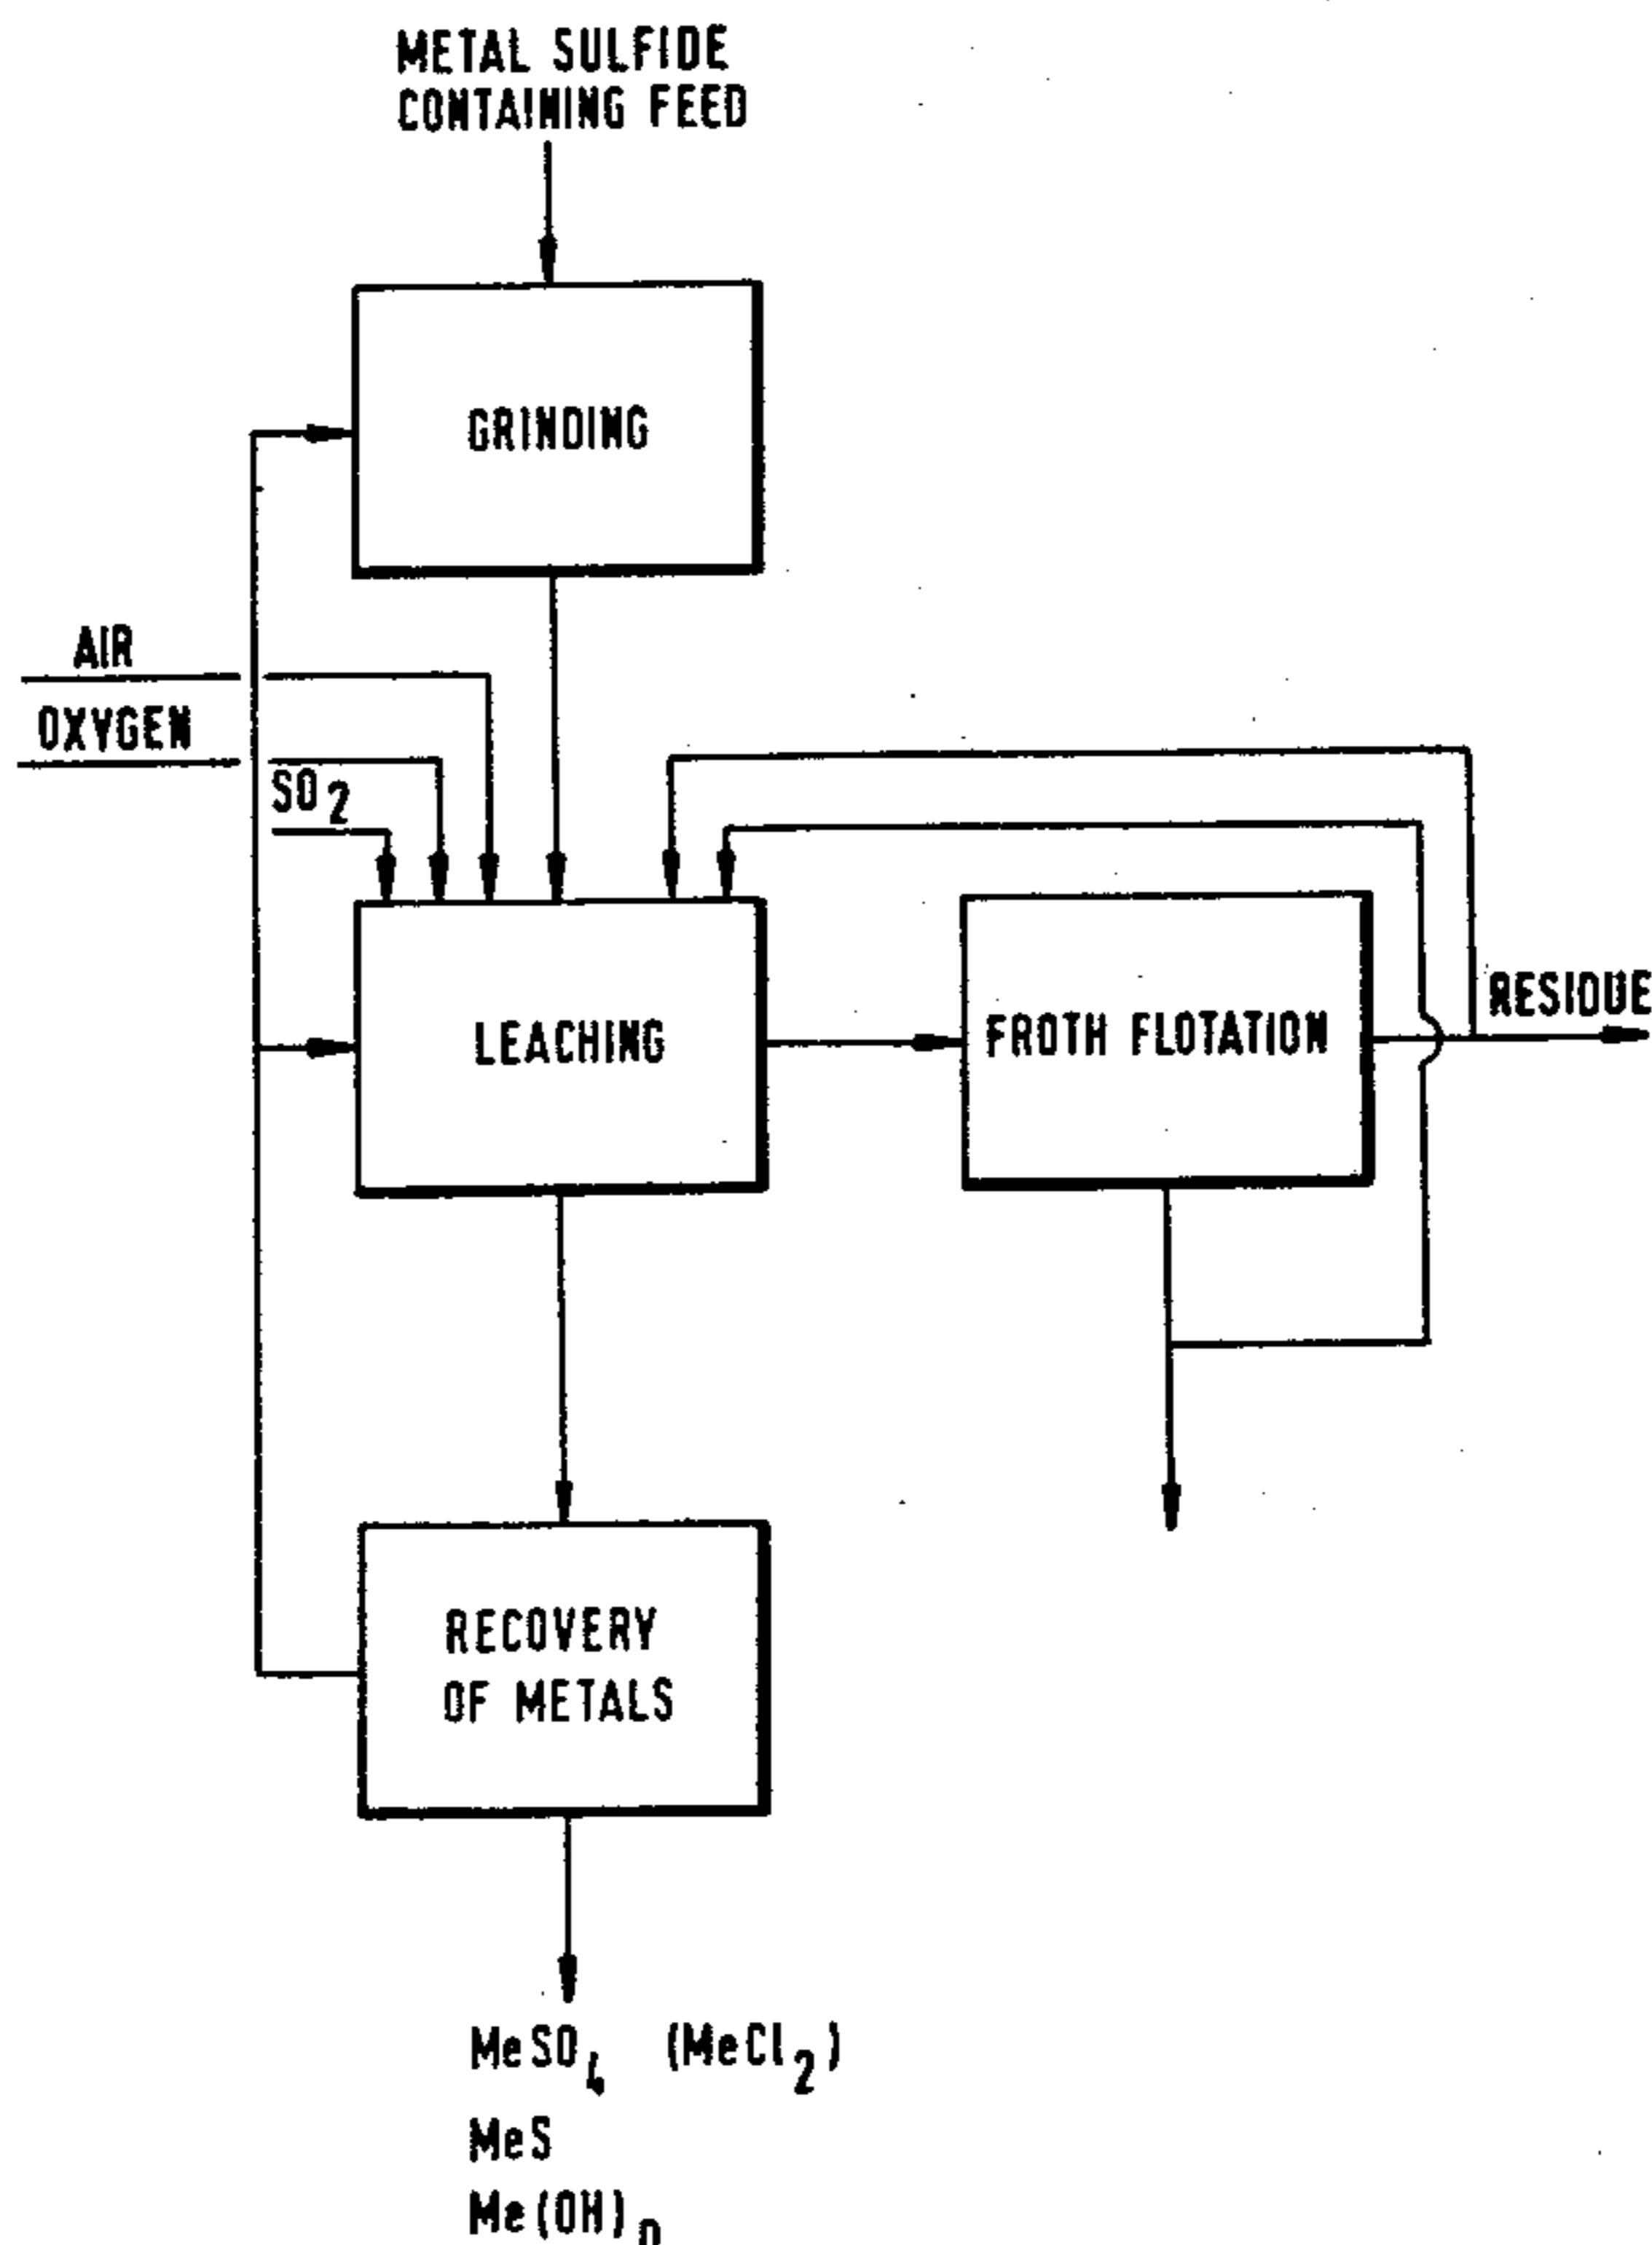 METAL SULFIDE
CONTAINING FEED
GRINDING
AIR
OXYGEN
SO2
LEACHING
FROTH FLOTATION
RESIDUE
RECOVERY
OF METALS
MeSO4 (MeCl2)
MeS
Me(OH)n